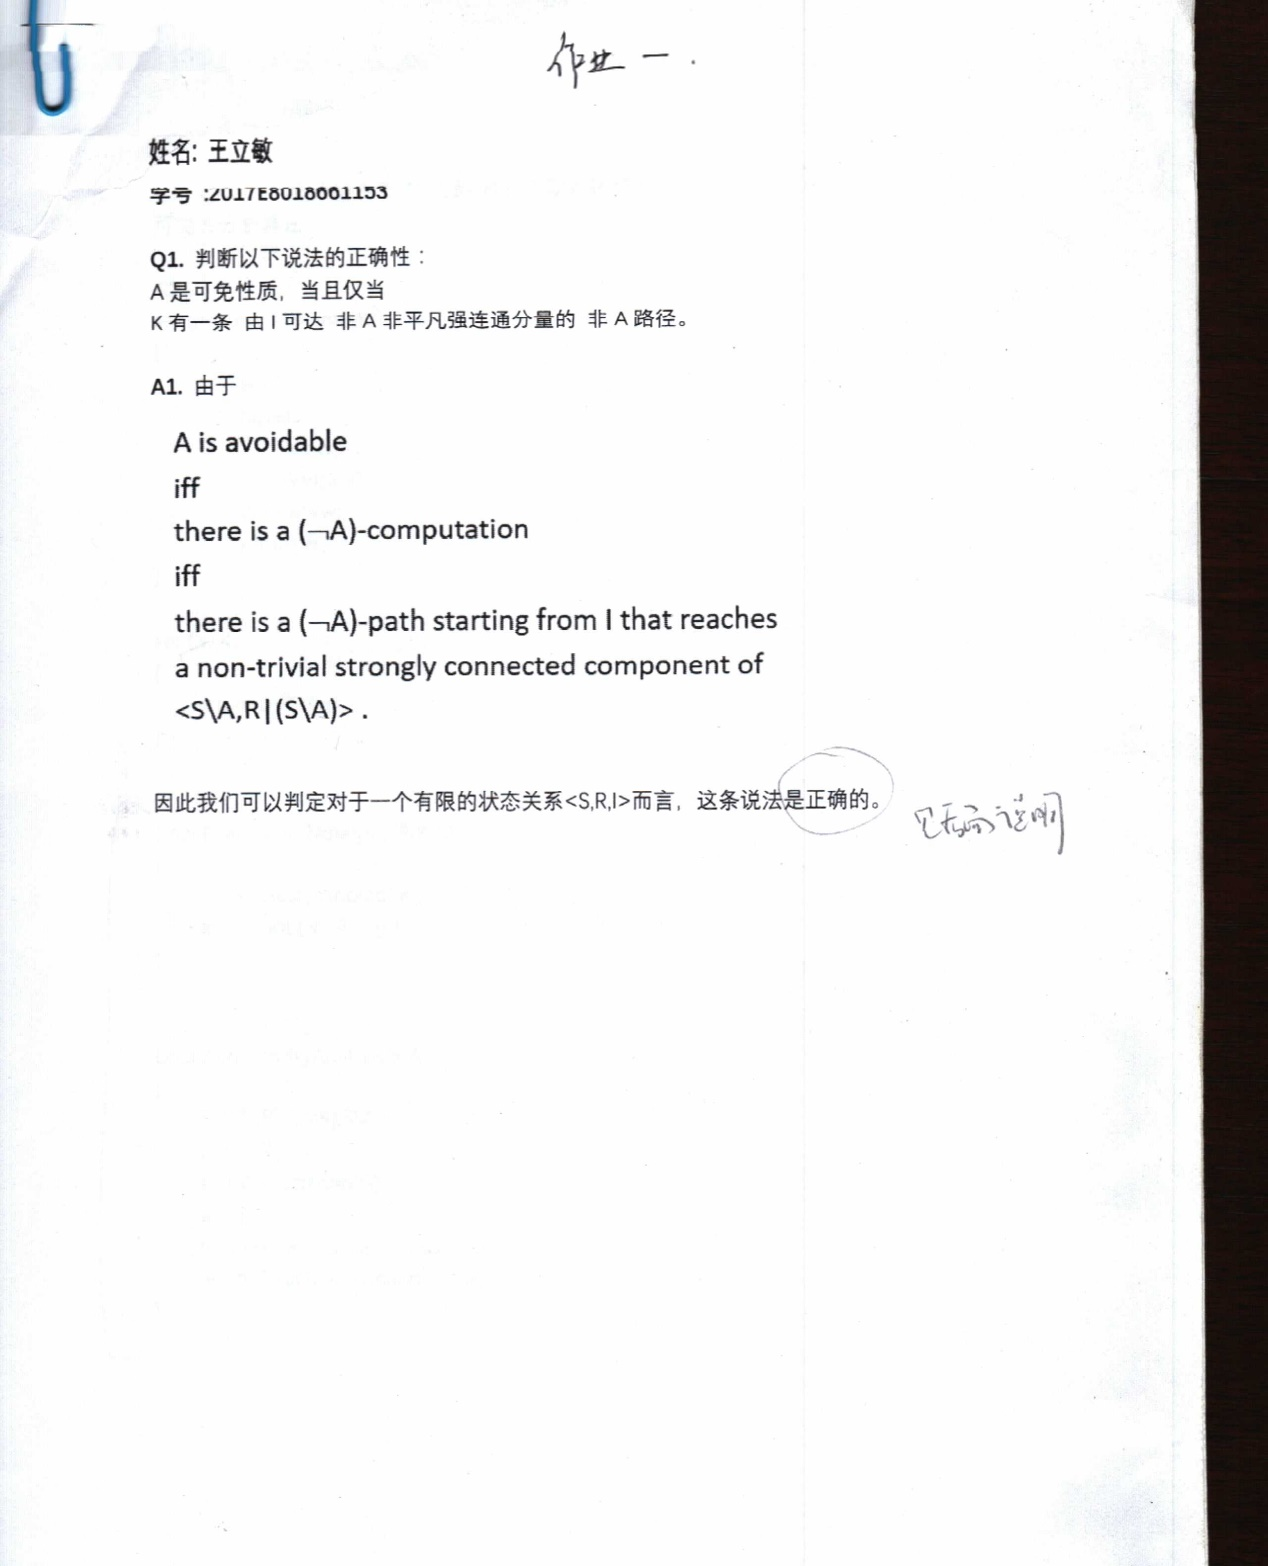 作业一.
姓名: 王立敏
学号 :2017E8018661153
Q1. 判断以下说法的正确性：
A 是可免性质，当且仅当
K 有一条 由 I 可达 非 A 非平凡强连通分量的 非 A 路径。
A1. 由于
A is avoidable
iff
there is a (¬A)-computation
iff
there is a (¬A)-path starting from I that reaches
a non-trivial strongly connected component of
<S\A,R|(S\A)> .
因此我们可以判定对于一个有限的状态关系<S,R,I>而言，这条说法是正确的。
说明